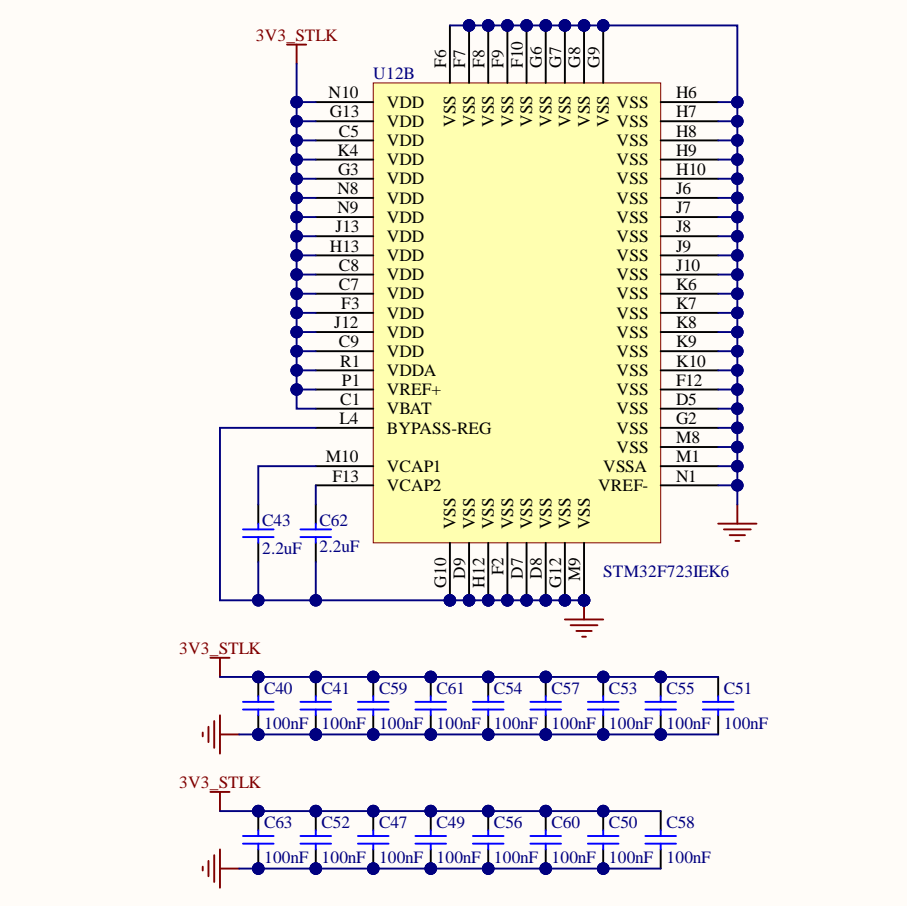 3V3_STLK
F6
F7
F8
F9
F10
G6
G7
G8
G9
U12B
VSS
VSS
VSS
VSS
VSS
VSS
VSS
VSS
VSS
N10 VDD VSS H6
G13 VDD VSS H7
C5 VDD VSS H8
K4 VDD VSS H9
G3 VDD VSS H10
N8 VDD VSS J6
N9 VDD VSS J7
J13 VDD VSS J8
H13 VDD VSS J9
C8 VDD VSS J10
C7 VDD VSS K6
F3 VDD VSS K7
J12 VDD VSS K8
C9 VDD VSS K9
R1 VDDA VSS K10
P1 VREF+ VSS F12
C1 VBAT VSS D5
L4 BYPASS-REG VSS G2
VSS M8
M10 VCAP1 VSSA M1
F13 VCAP2 VREF- N1
VSS
VSS
VSS
VSS
VSS
VSS
VSS
VSS
C43 C62
2.2uF 2.2uF
G10
D9
H12
F2
D7
D8
G12
M9
STM32F723IEK6
3V3_STLK
C40 C41 C59 C61 C54 C57 C53 C55 C51
100nF 100nF 100nF 100nF 100nF 100nF 100nF 100nF 100nF
3V3_STLK
C63 C52 C47 C49 C56 C60 C50 C58
100nF 100nF 100nF 100nF 100nF 100nF 100nF 100nF